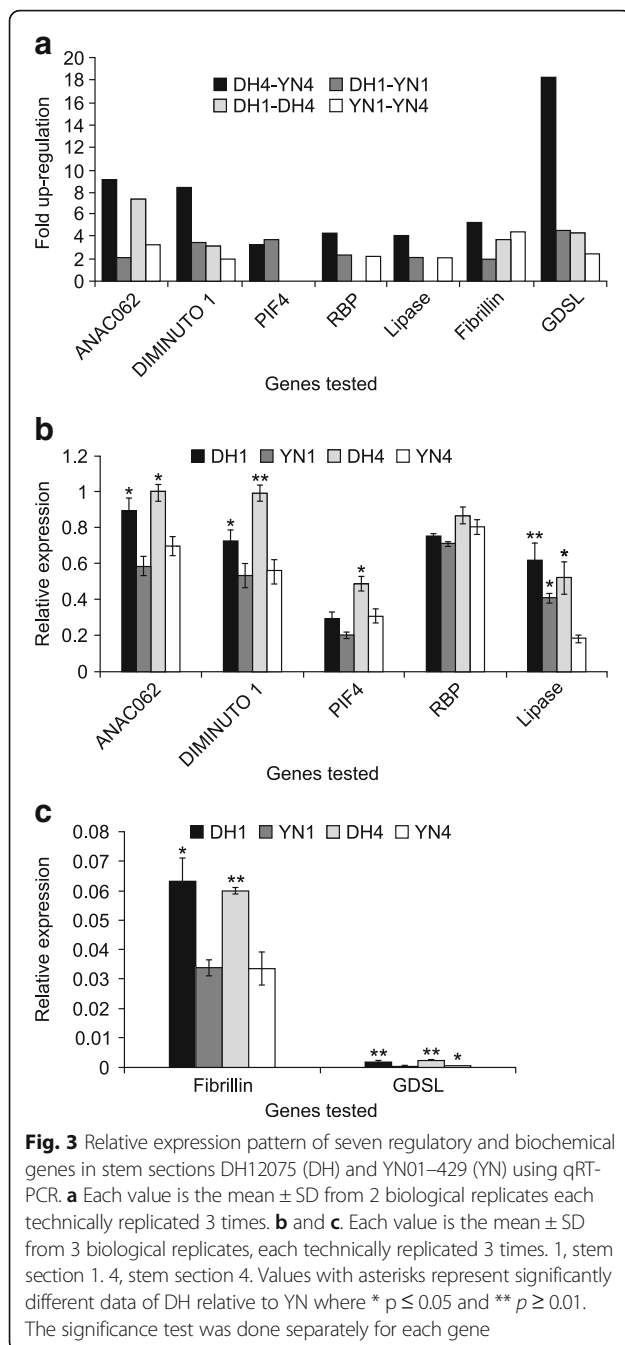 a
20
18
16
14
12
10
8
6
4
2
0
Fold up-regulation
DH4-YN4 DH1-YN1
DH1-DH4 YN1-YN4
ANAC062 DIMINUTO 1 PIF4 RBP Lipase Fibrillin GDSL
Genes tested
b
1.2
1
0.8
0.6
0.4
0.2
0
Relative expression
DH1 YN1 DH4 YN4
* * * ** * ** * *
ANAC062 DIMINUTO 1 PIF4 RBP Lipase
Genes tested
c
0.08
0.07
0.06
0.05
0.04
0.03
0.02
0.01
0
Relative expression
DH1 YN1 DH4 YN4
* ** ** ** *
Fibrillin GDSL
Genes tested
Fig. 3 Relative expression pattern of seven regulatory and biochemical
genes in stem sections DH12075 (DH) and YN01–429 (YN) using qRT-
PCR. a Each value is the mean ± SD from 2 biological replicates each
technically replicated 3 times. b and c. Each value is the mean ± SD
from 3 biological replicates, each technically replicated 3 times. 1, stem
section 1. 4, stem section 4. Values with asterisks represent significantly
different data of DH relative to YN where * p ≤ 0.05 and ** p ≥ 0.01.
The significance test was done separately for each gene